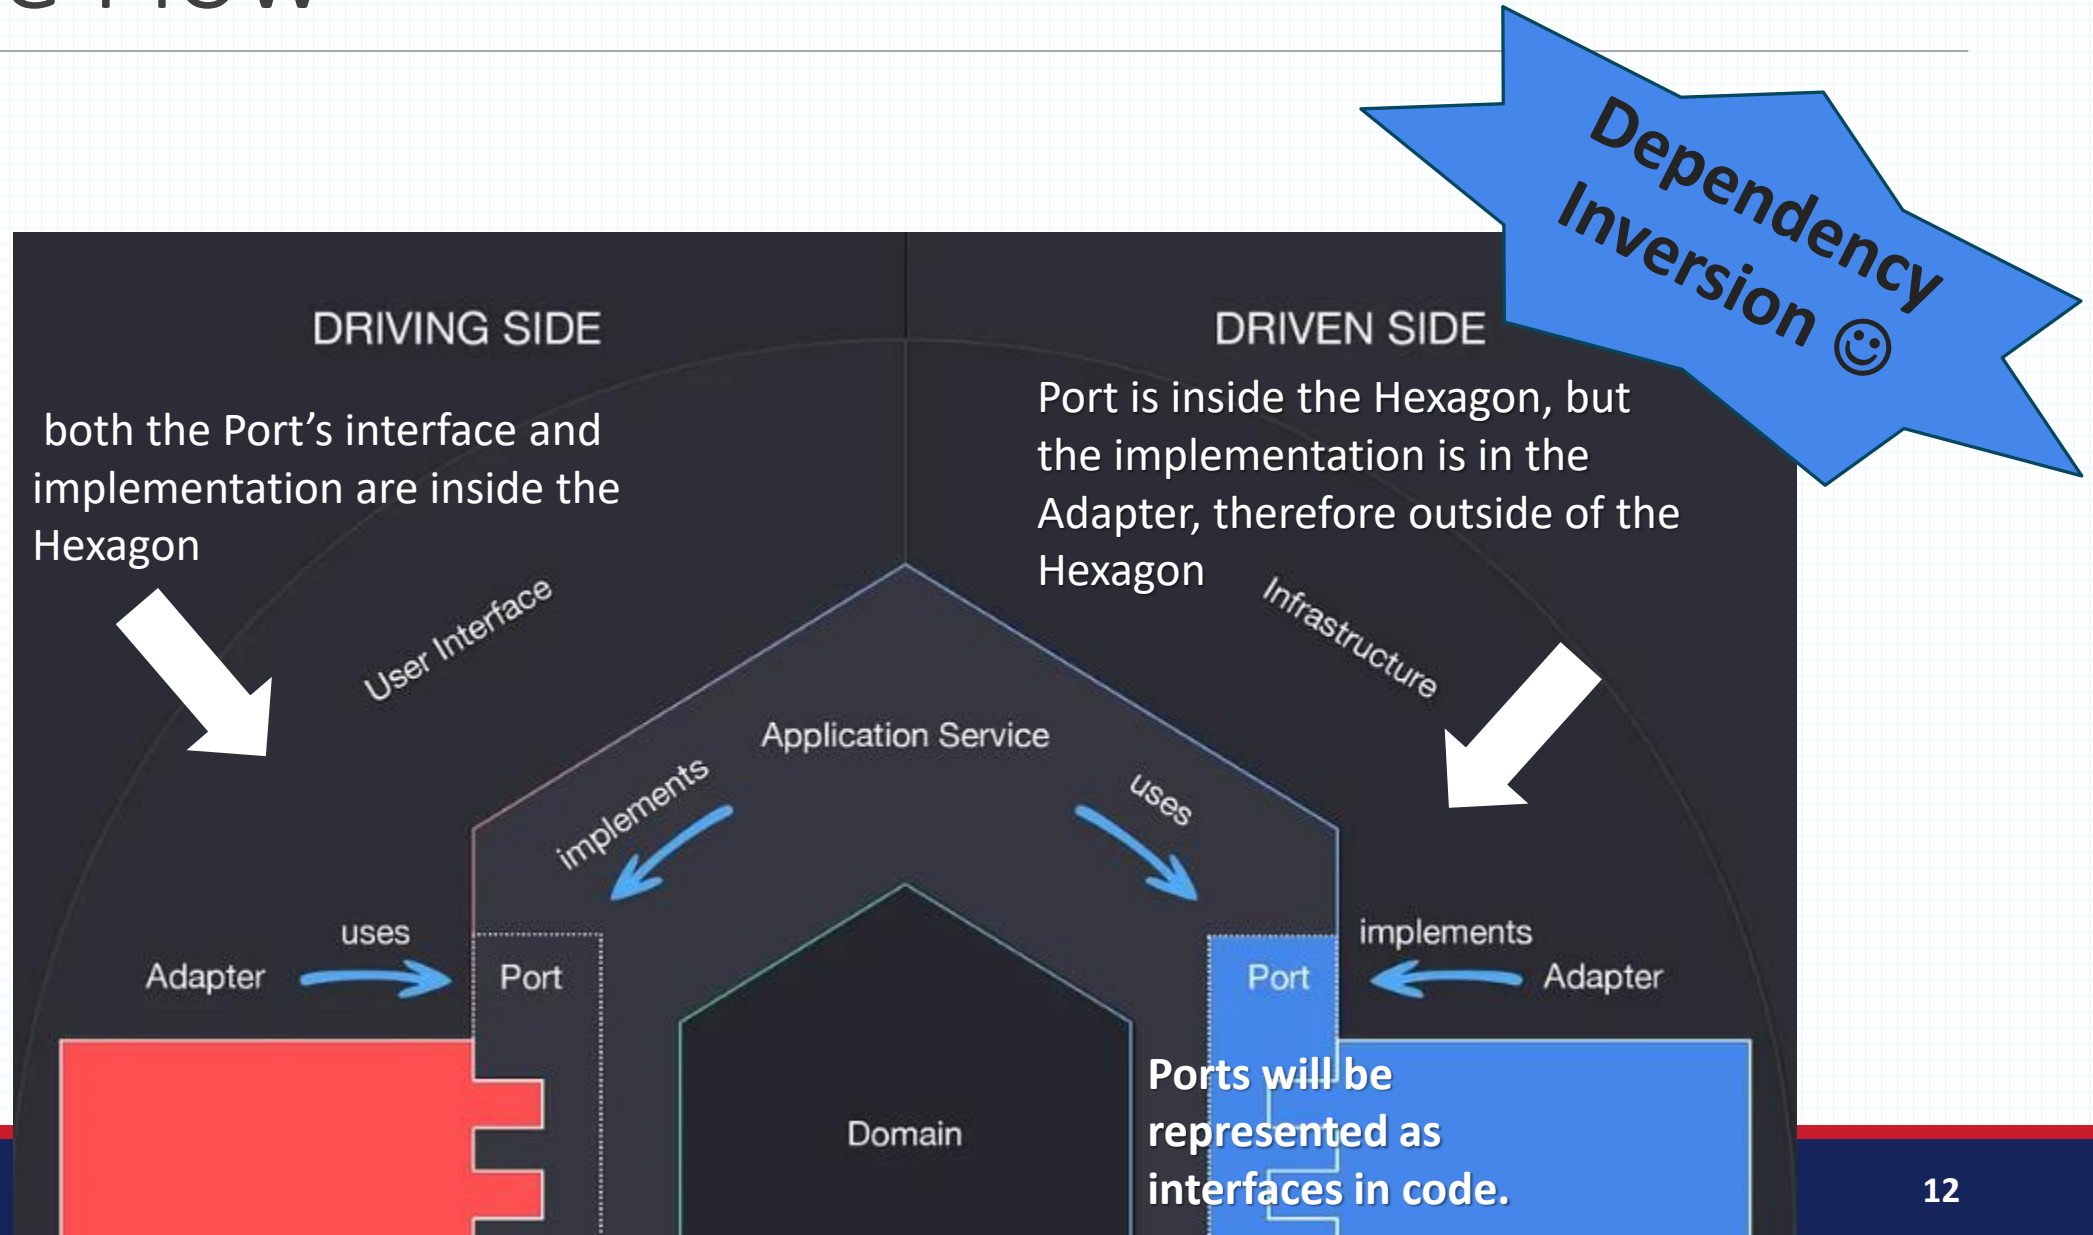 Dependency
Inversion ☺
DRIVING SIDE
DRIVEN SIDE
both the Port’s interface and
implementation are inside the
Hexagon
Port is inside the Hexagon, but
the implementation is in the
Adapter, therefore outside of the
Hexagon
User Interface
Infrastructure
Application Service
implements
uses
uses
implements
Adapter
Port
Port
Adapter
Domain
Ports will be
represented as
interfaces in code.
12